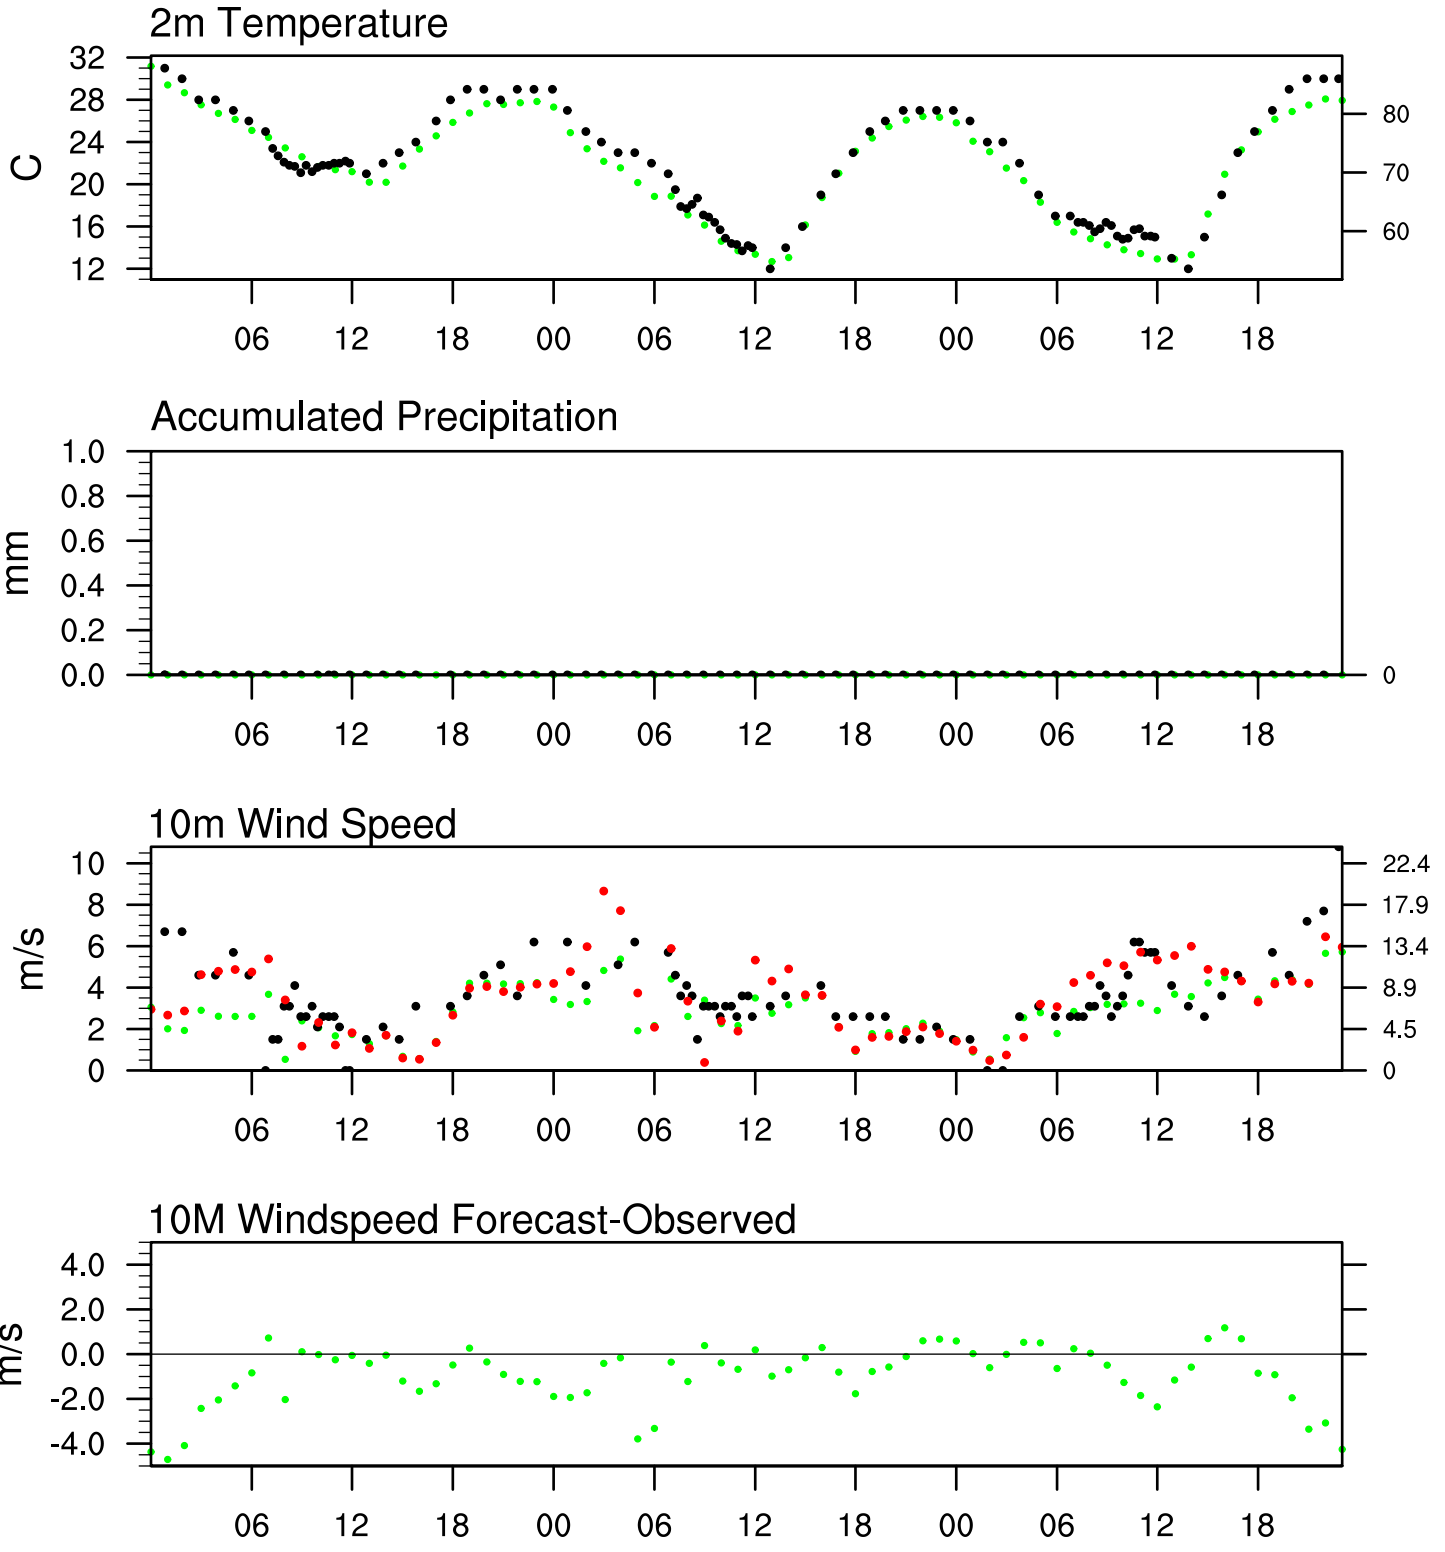 2m Temperature
32
28
24
20
16
12
C
80
70
60
06 12 18 00 06 12 18 00 06 12 18
Accumulated Precipitation
1.0
0.8
0.6
0.4
0.2
0.0
mm
0
06 12 18 00 06 12 18 00 06 12 18
10m Wind Speed
10
8
6
4
2
0
m/s
22.4
17.9
13.4
8.9
4.5
0
06 12 18 00 06 12 18 00 06 12 18
10M Windspeed Forecast-Observed
4.0
2.0
0.0
-2.0
-4.0
m/s
06 12 18 00 06 12 18 00 06 12 18